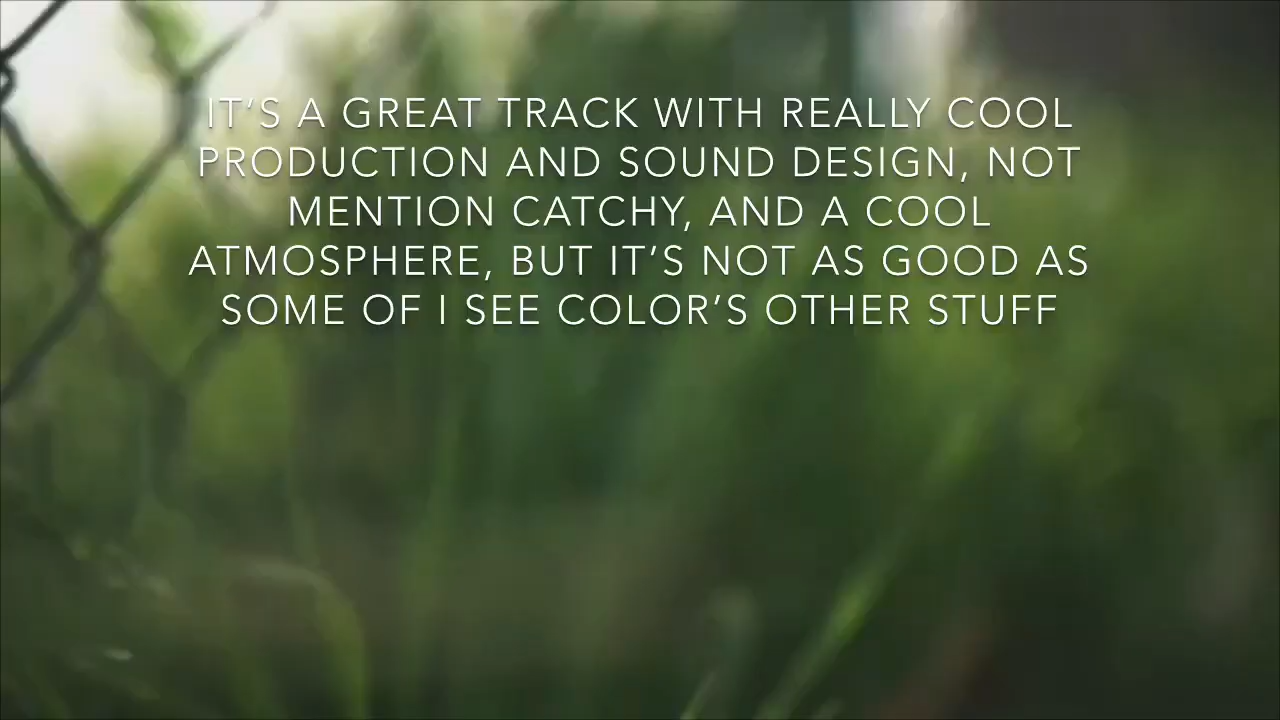 IT’S A GREAT TRACK WITH REALLY COOL
PRODUCTION AND SOUND DESIGN, NOT
MENTION CATCHY, AND A COOL
ATMOSPHERE, BUT IT’S NOT AS GOOD AS
SOME OF I SEE COLOR’S OTHER STUFF